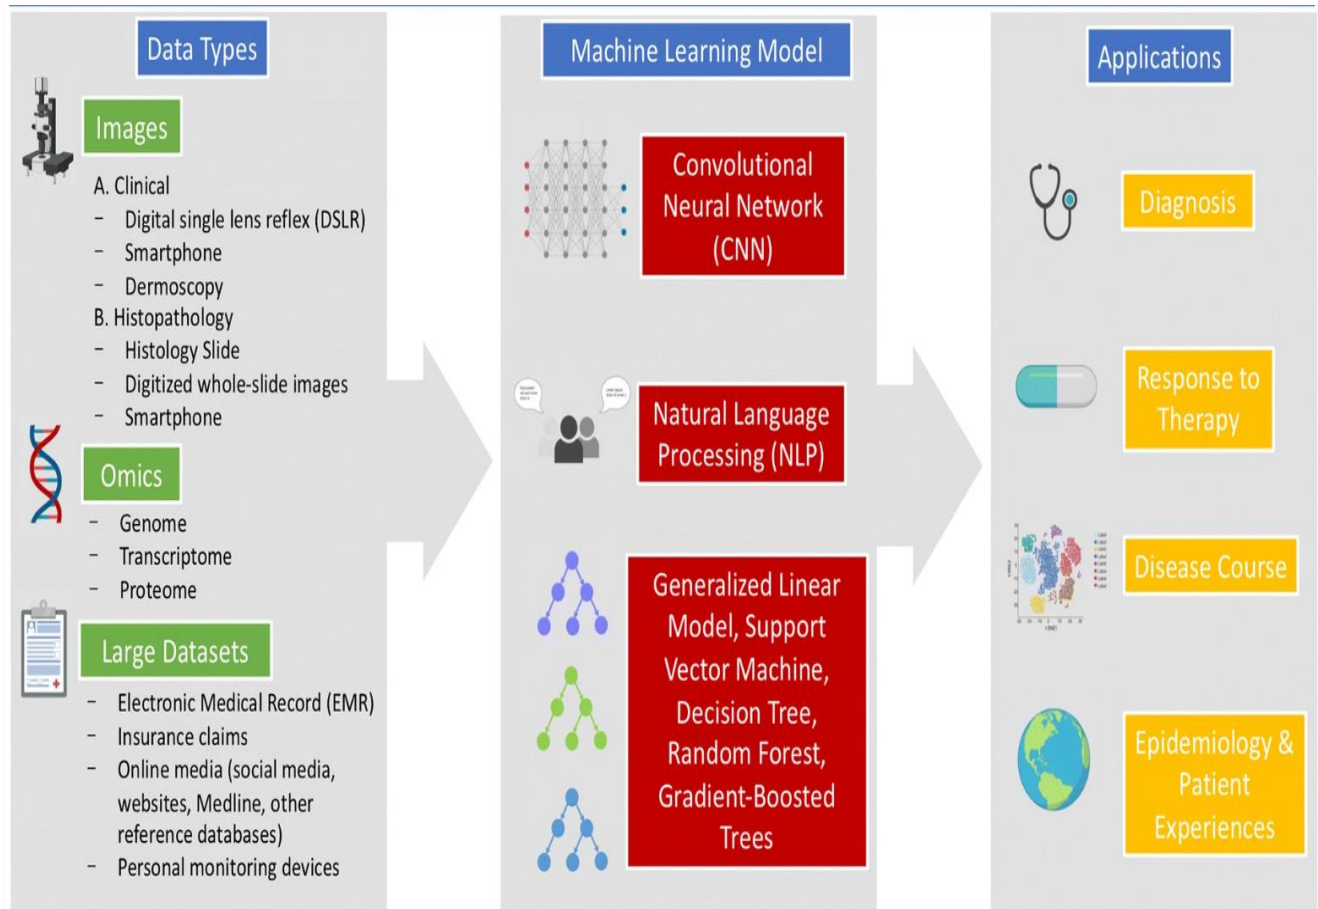 Data Types
Images
A. Clinical
– Digital single lens reflex (DSLR)
– Smartphone
– Dermoscopy
B. Histopathology
– Histology Slide
– Digitized whole-slide images
– Smartphone
Omics
– Genome
– Transcriptome
– Proteome
Large Datasets
– Electronic Medical Record (EMR)
– Insurance claims
– Online media (social media,
websites, Medline, other
reference databases)
– Personal monitoring devices
Machine Learning Model
Convolutional
Neural Network
(CNN)
Natural Language
Processing (NLP)
Generalized Linear
Model, Support
Vector Machine,
Decision Tree,
Random Forest,
Gradient-Boosted
Trees
Applications
Diagnosis
Response to
Therapy
Disease Course
Epidemiology &
Patient
Experiences